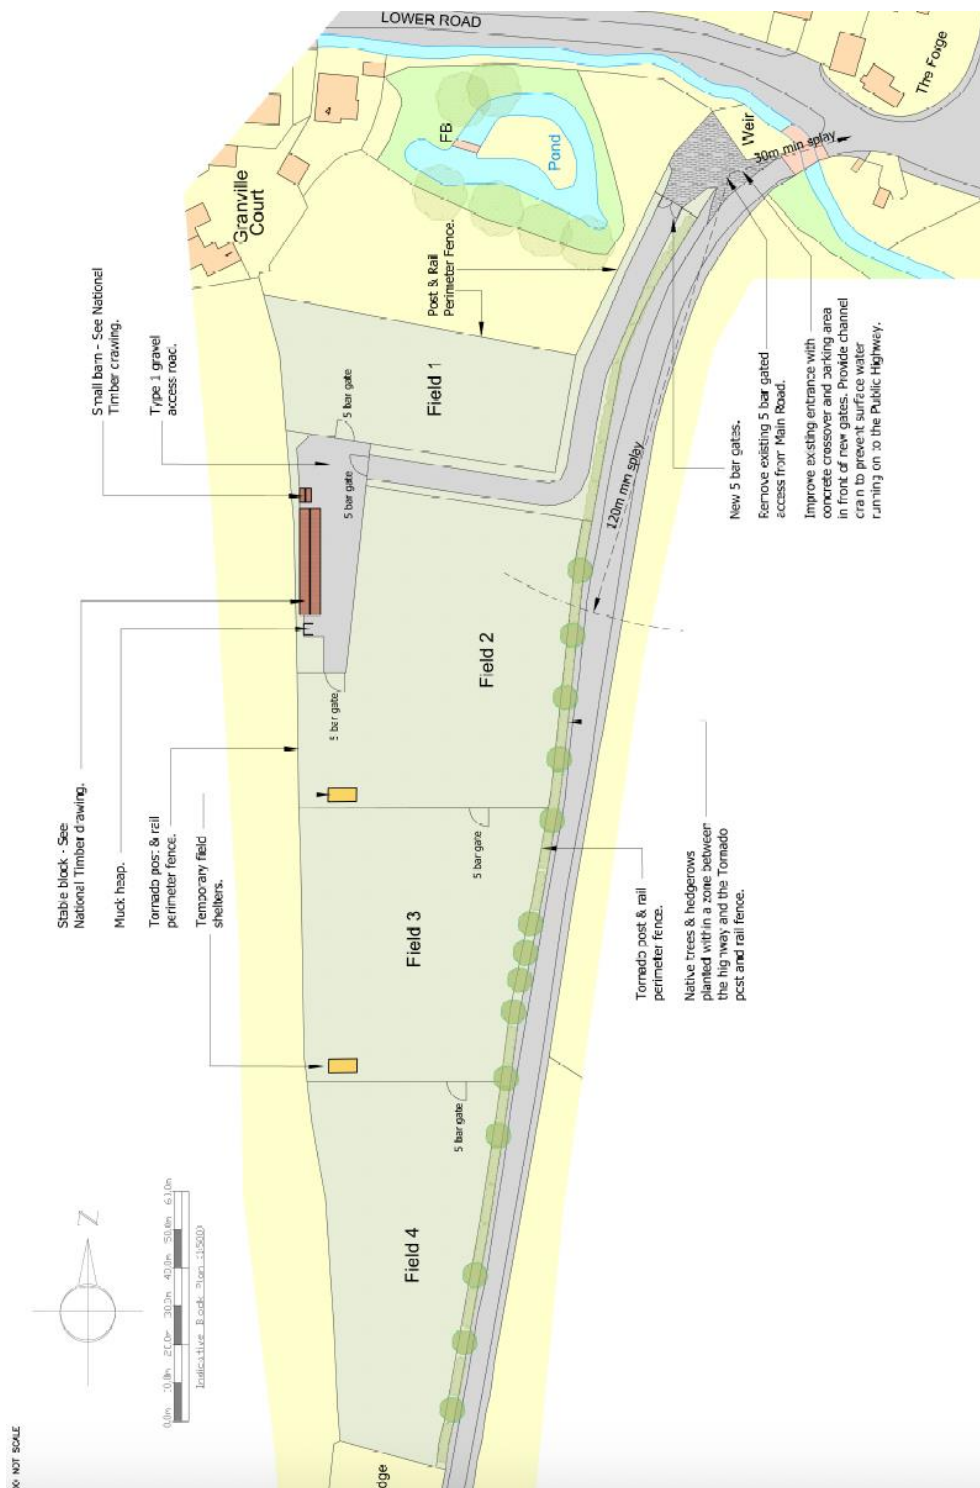 LOWER ROAD
The Forge
4
FB
Pond
Weir
30m min splay
Granville
Court
1
Post & Rail
Perimeter Fence.
Small barn - See National
Timber drawing.
Type 1 gravel
access road.
5 bar gate
5 bar gate
Field 1
120m min splay
New 5 bar gates.
Remove existing 5 bar gated
access from Main Road.
Improve existing entrance with
concrete crossover and parking area
in front of new gates. Provide channel
drain to prevent surface water
running on to the Public Highway.
Stable block - See
National Timber drawing.
Muck heap.
Tornado post & rail
perimeter fence.
Temporary field
shelters.
5 bar gate
Field 2
5 bar gate
Field 3
Tornado post & rail
perimeter fence.
Native trees & hedgerows
planted within a zone between
the highway and the Tornado
post and rail fence.
5 bar gate
Field 4
N
0.0m 10.0m 20.0m 30.0m 40.0m 50.0m 60.0m
Indicative Block Plan (1:500)
NOT SCALE
dge